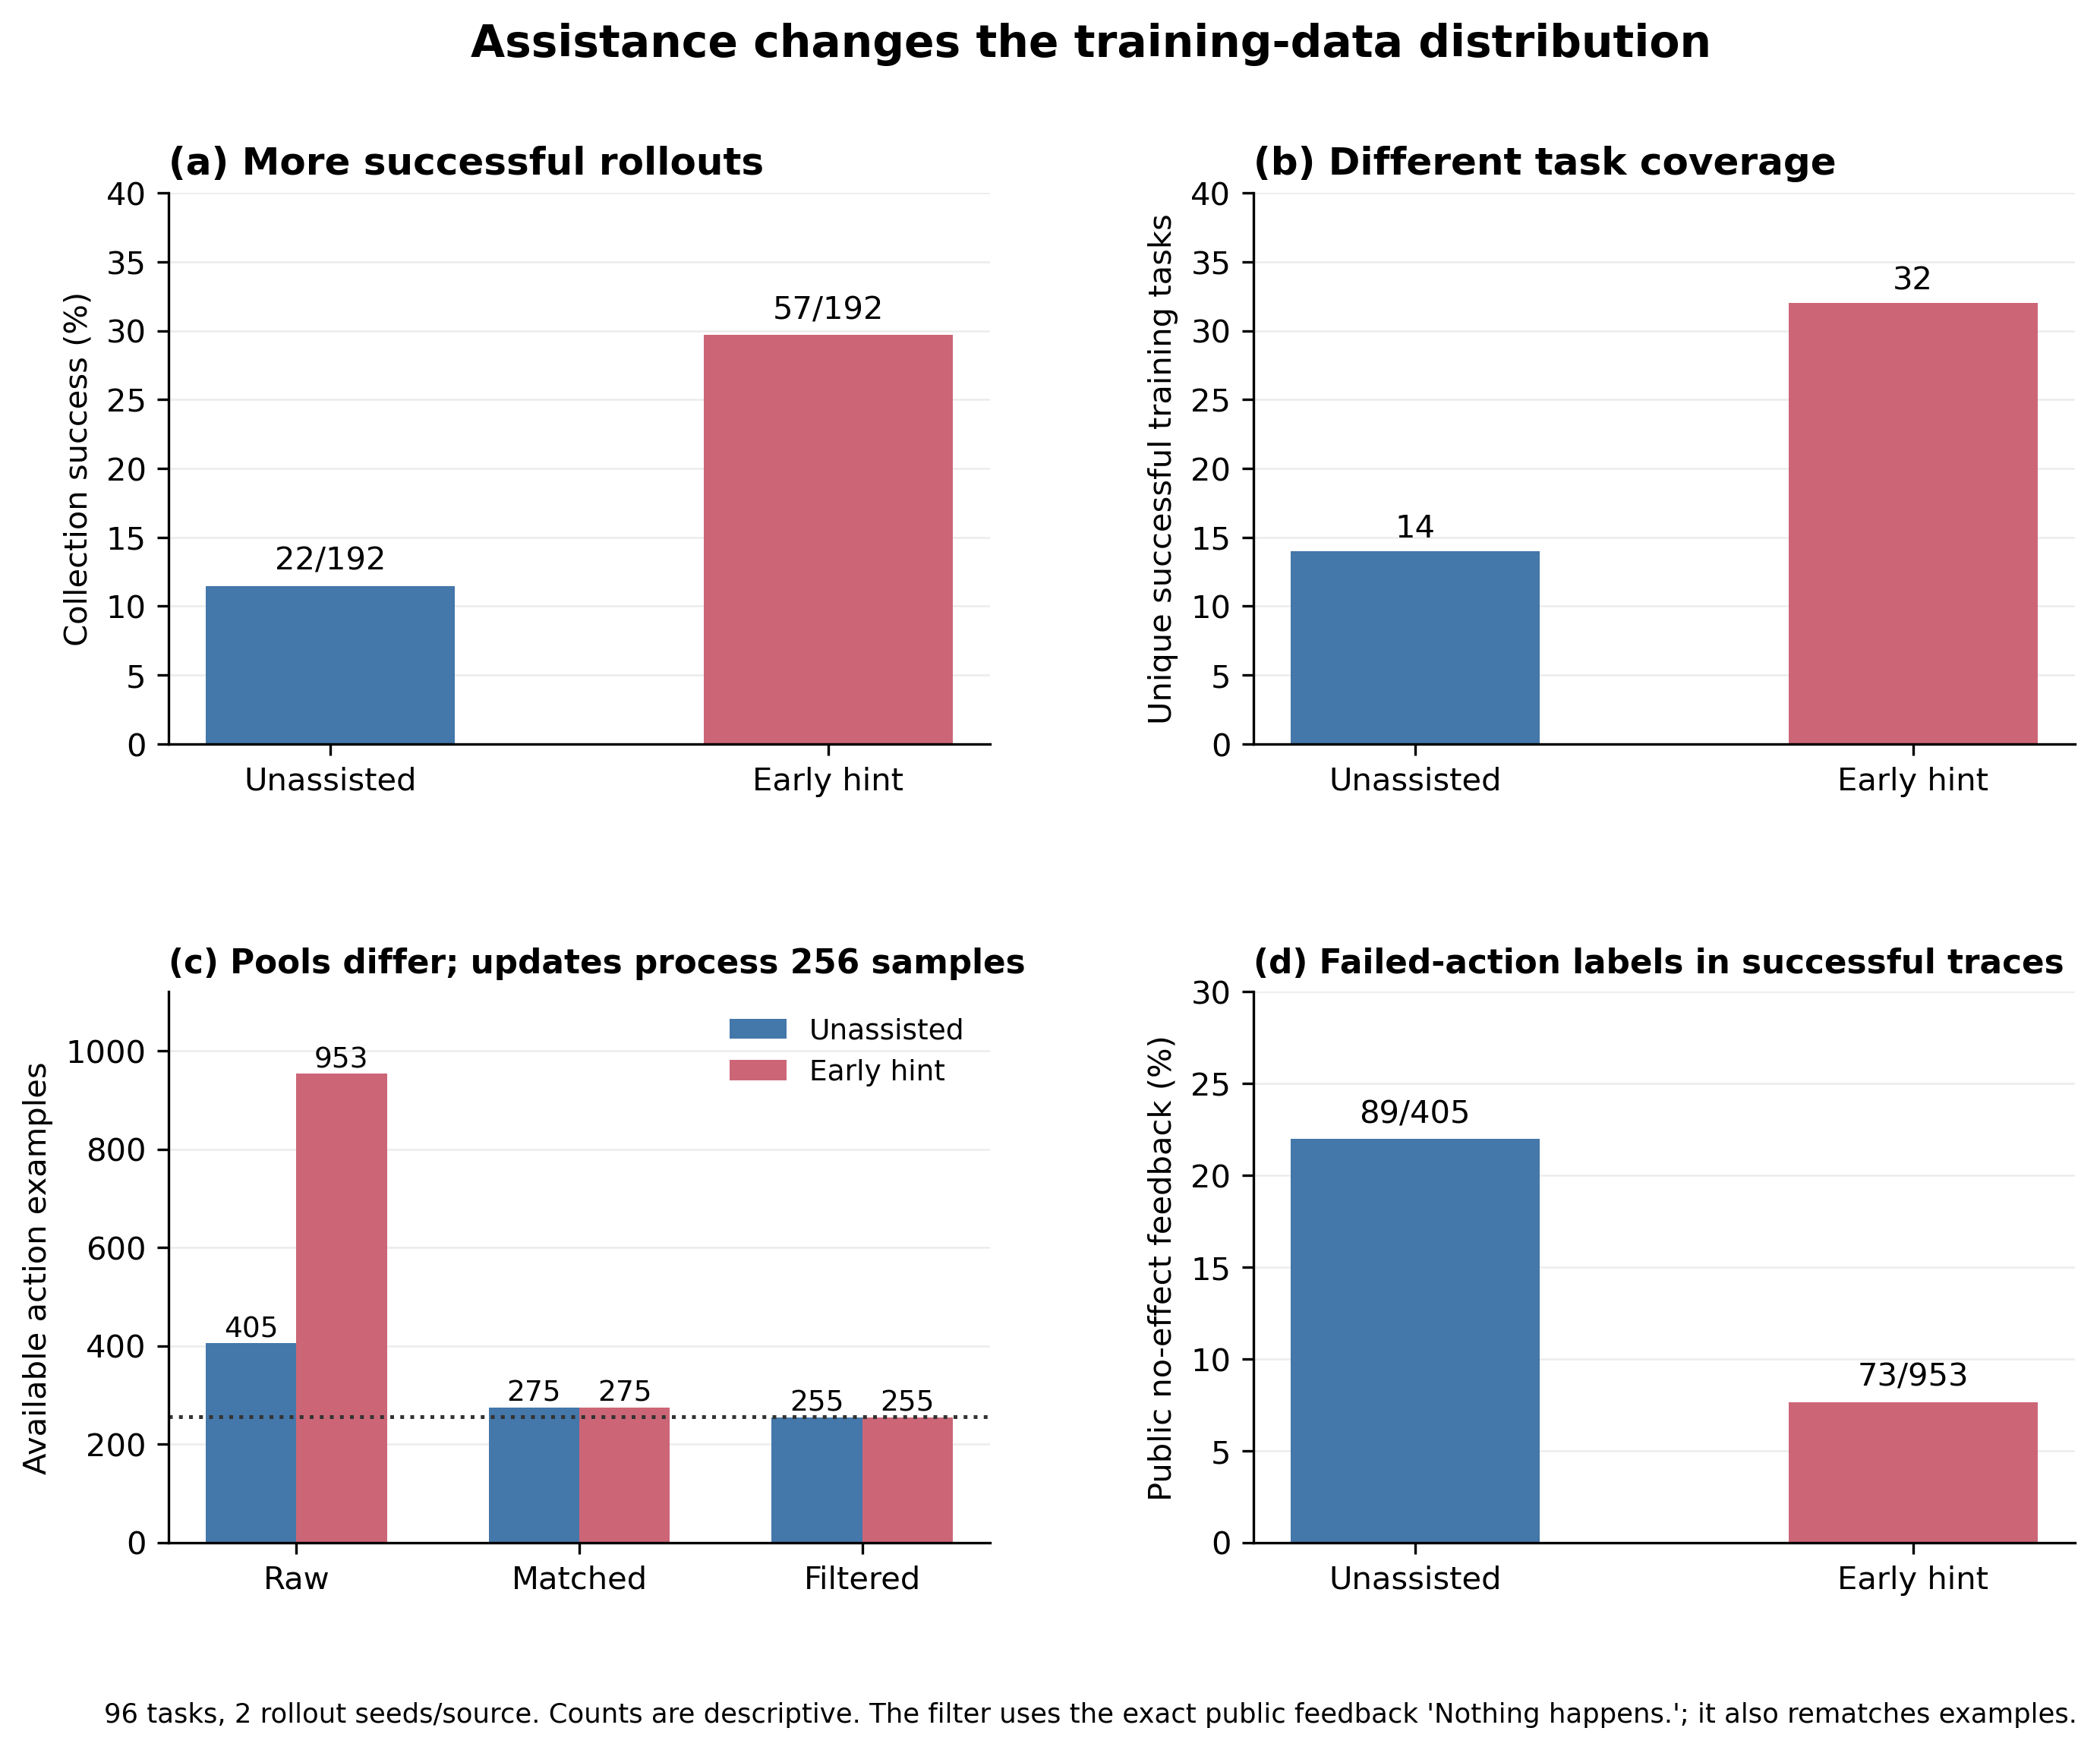 Assistance changes the training-data distribution
(a) More successful rollouts
Collection success (%)
40
35
30
25
20
15
10
5
0
22/192
57/192
Unassisted
Early hint
(b) Different task coverage
Unique successful training tasks
40
35
30
25
20
15
10
5
0
14
32
Unassisted
Early hint
(c) Pools differ; updates process 256 samples
Available action examples
1000
800
600
400
200
0
Unassisted
Early hint
405
953
275
275
255
255
Raw
Matched
Filtered
(d) Failed-action labels in successful traces
Public no-effect feedback (%)
30
25
20
15
10
5
0
89/405
73/953
Unassisted
Early hint
96 tasks, 2 rollout seeds/source. Counts are descriptive. The filter uses the exact public feedback 'Nothing happens.'; it also rematches examples.